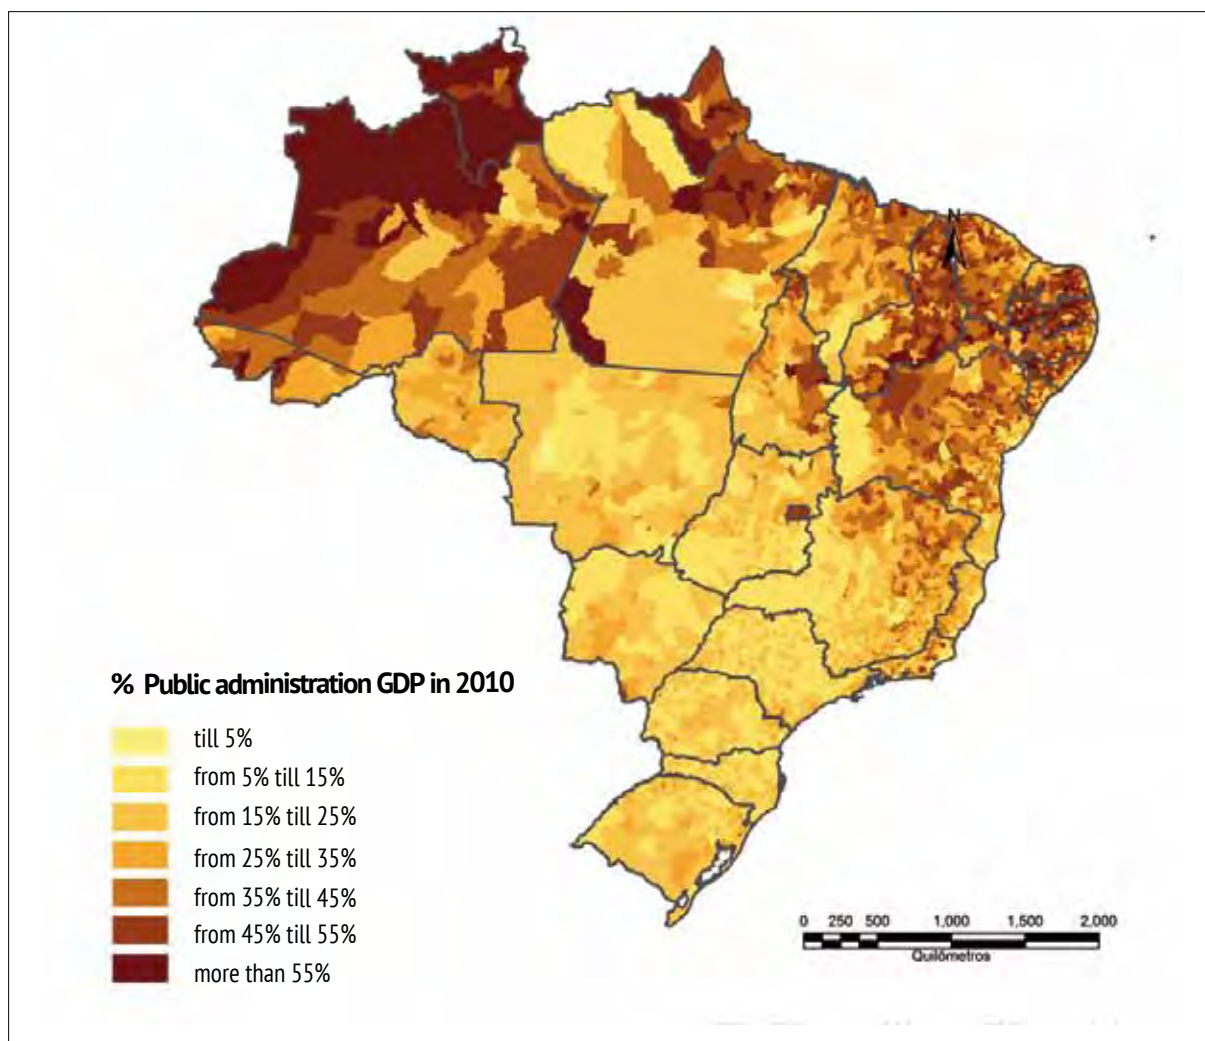 N
% Public administration GDP in 2010
till 5%
from 5% till 15%
from 15% till 25%
from 25% till 35%
from 35% till 45%
from 45% till 55%
more than 55%
0 250 500 1,000 1,500 2,000
Quilômetros